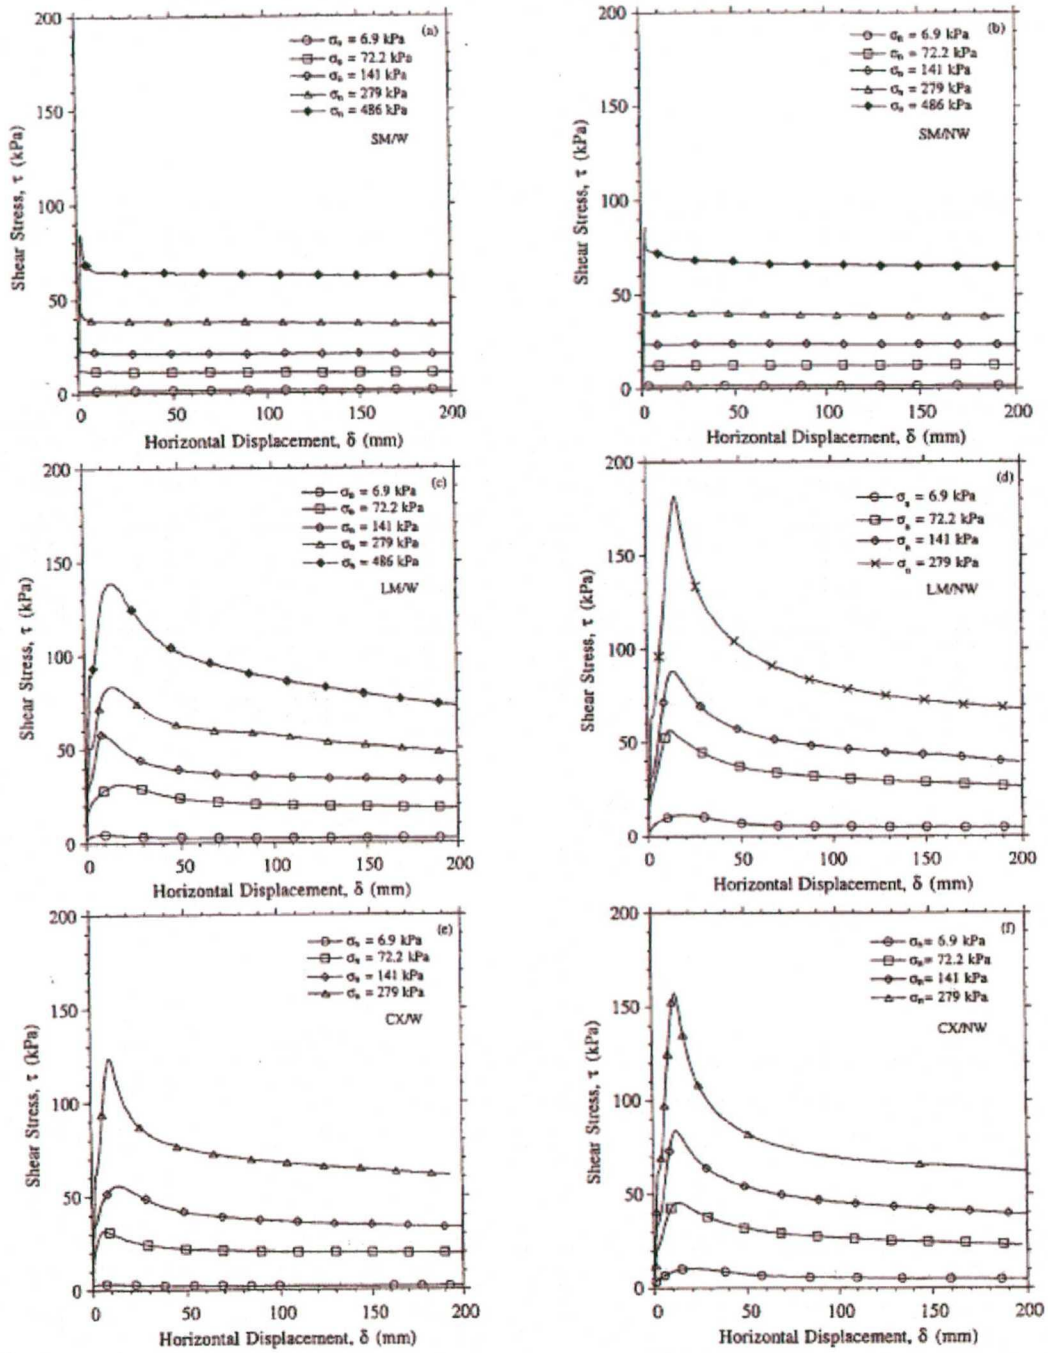 200
150
100
50
0
Shear Stress, τ (kPa)
(a)
σn = 6.9 kPa
σn = 72.2 kPa
σn = 141 kPa
σn = 279 kPa
σn = 486 kPa
SM/W
0 50 100 150 200
Horizontal Displacement, δ (mm)
200
150
100
50
0
Shear Stress, τ (kPa)
(b)
σn = 6.9 kPa
σn = 72.2 kPa
σn = 141 kPa
σn = 279 kPa
σn = 486 kPa
SM/NW
0 50 100 150 200
Horizontal Displacement, δ (mm)
200
150
100
50
0
Shear Stress, τ (kPa)
(c)
σn = 6.9 kPa
σn = 72.2 kPa
σn = 141 kPa
σn = 279 kPa
σn = 486 kPa
LM/W
0 50 100 150 200
Horizontal Displacement, δ (mm)
200
150
100
50
0
Shear Stress, τ (kPa)
(d)
σn = 6.9 kPa
σn = 72.2 kPa
σn = 141 kPa
σn = 279 kPa
LM/NW
0 50 100 150 200
Horizontal Displacement, δ (mm)
200
150
100
50
0
Shear Stress, τ (kPa)
(e)
σn = 6.9 kPa
σn = 72.2 kPa
σn = 141 kPa
σn = 279 kPa
CX/W
0 50 100 150 200
Horizontal Displacement, δ (mm)
200
150
100
50
0
Shear Stress, τ (kPa)
(f)
σn= 6.9 kPa
σn= 72.2 kPa
σn= 141 kPa
σn= 279 kPa
CX/NW
0 50 100 150 200
Horizontal Displacement, δ (mm)